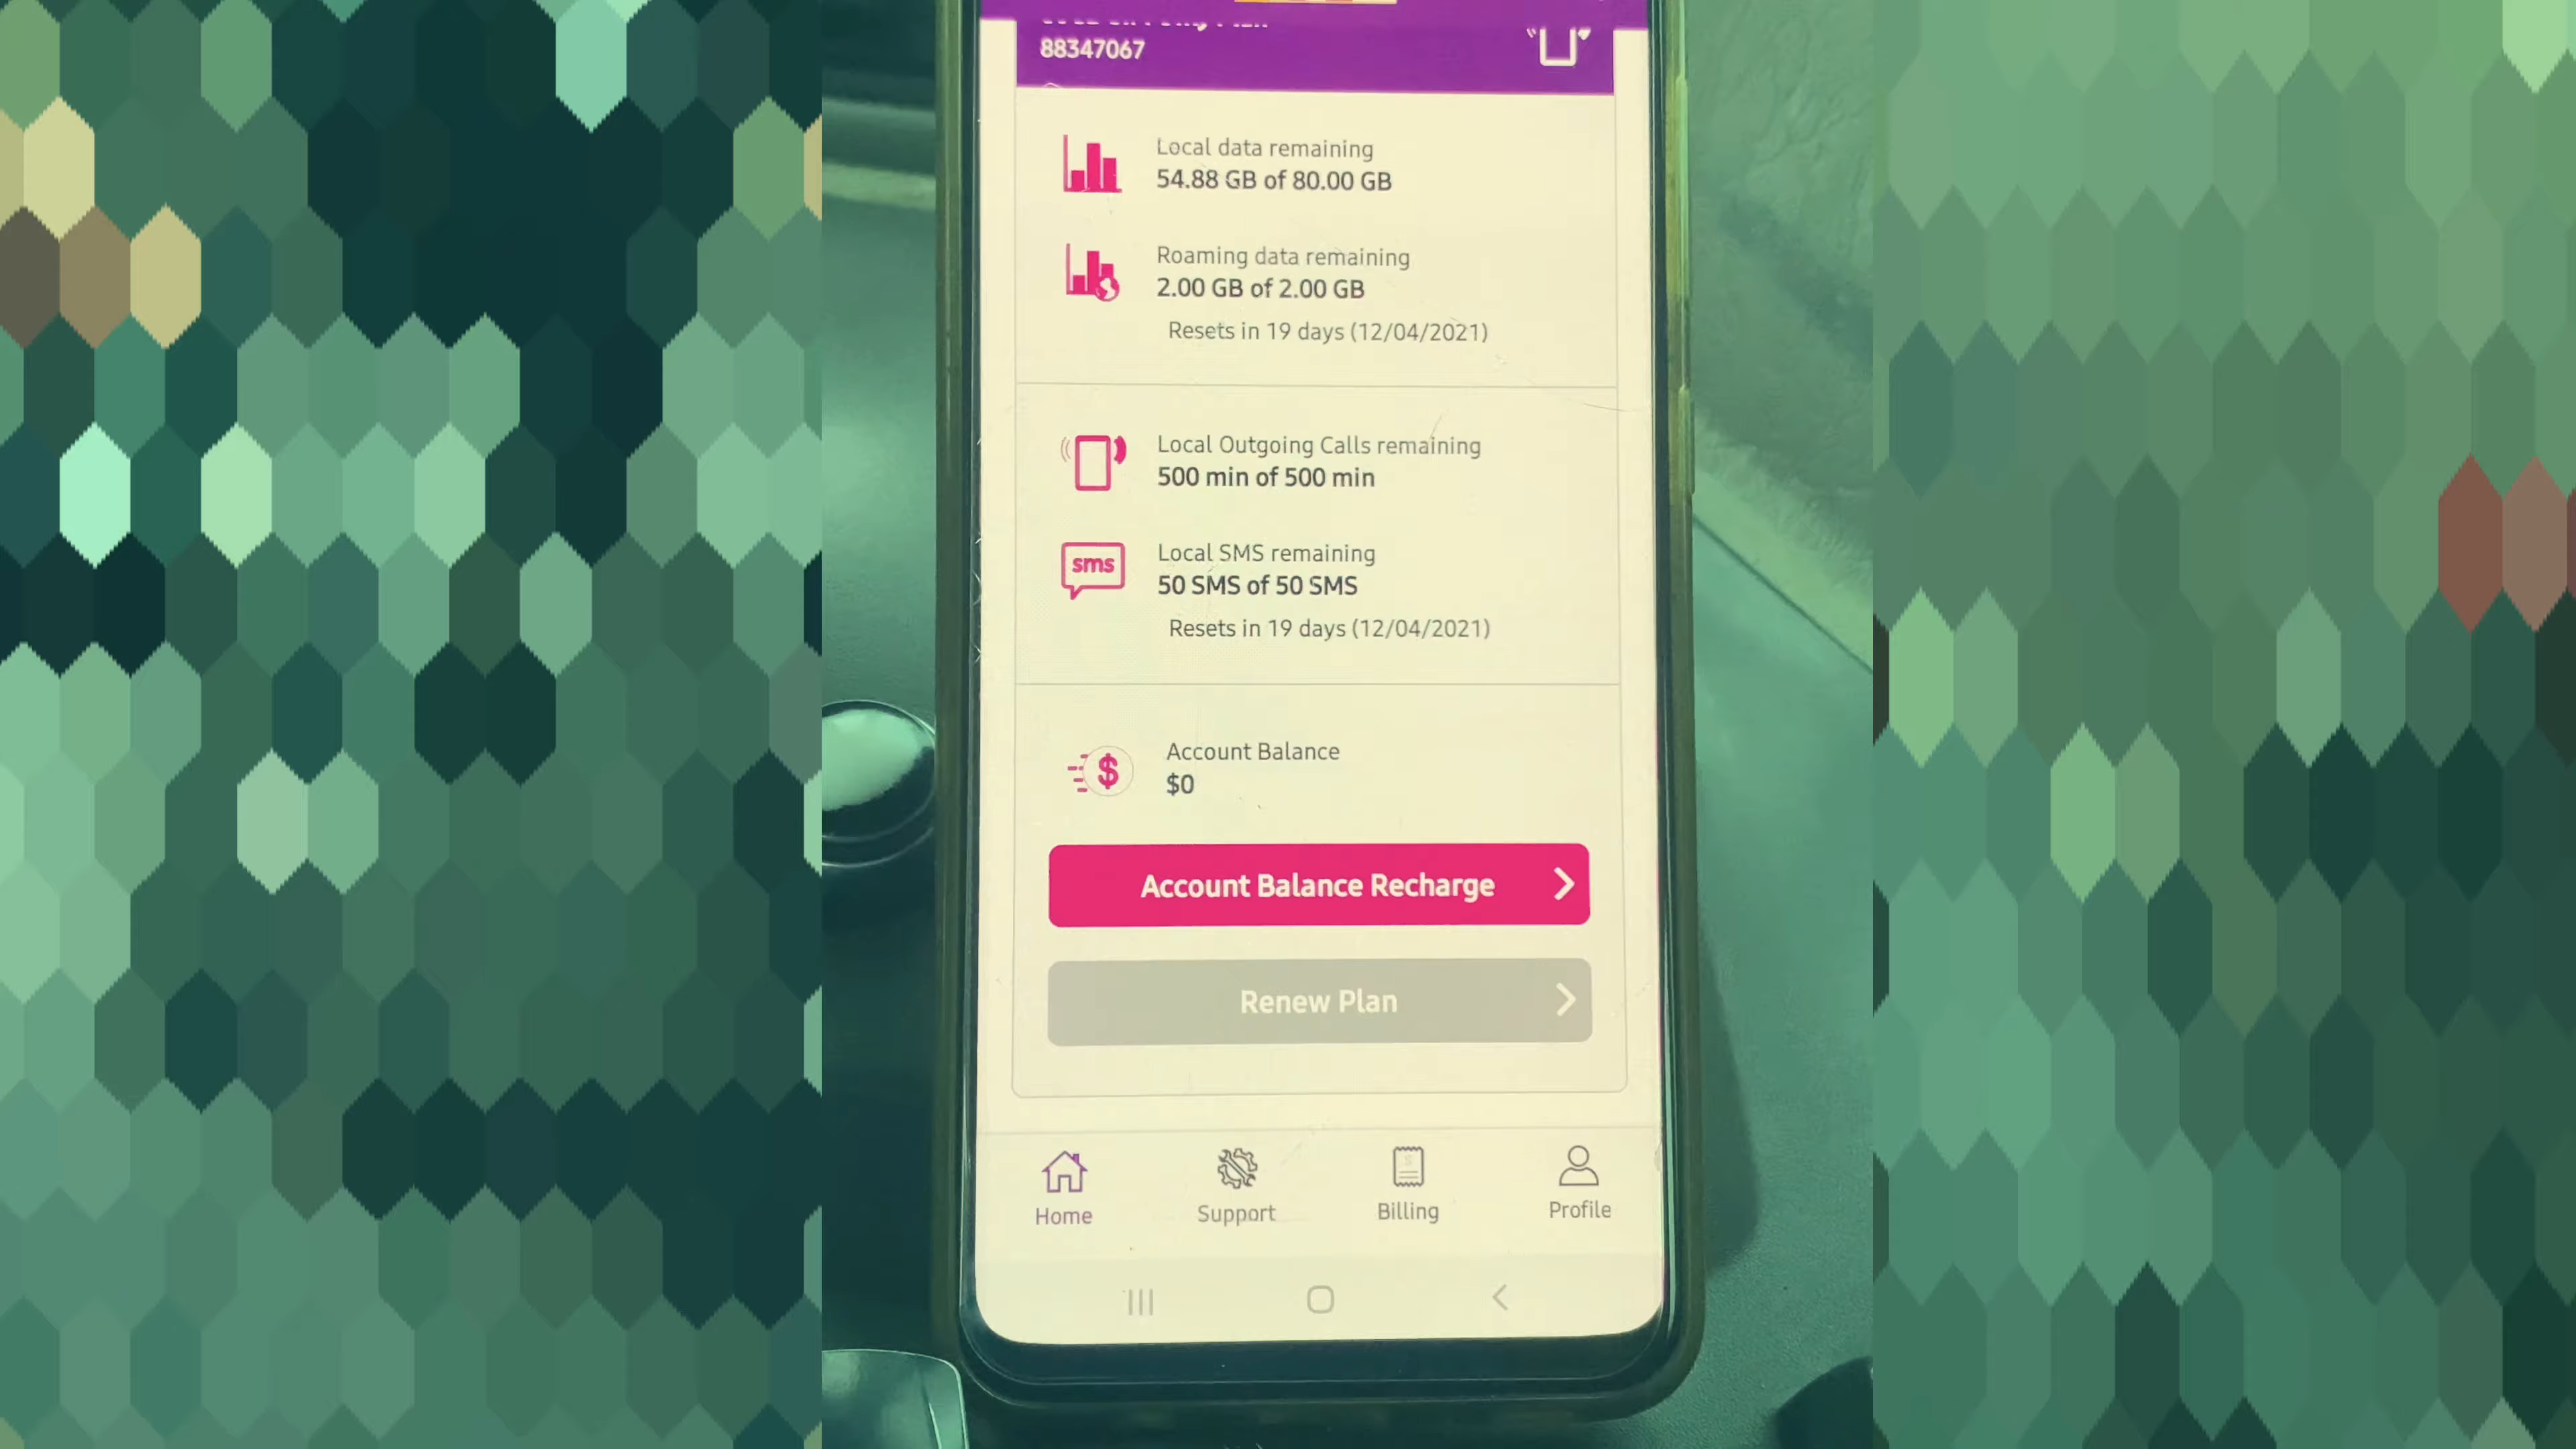 88347067
Local data remaining
54.88 GB of 80.00 GB
Roaming data remaining
2.00 GB of 2.00 GB
Resets in 19 days (12/04/2021)
Local Outgoing Calls remaining
500 min of 500 min
sms
Local SMS remaining
50 SMS of 50 SMS
Resets in 19 days (12/04/2021)
$
Account Balance
$0
Account Balance Recharge
Renew Plan
Home
Support
Billing
Profile